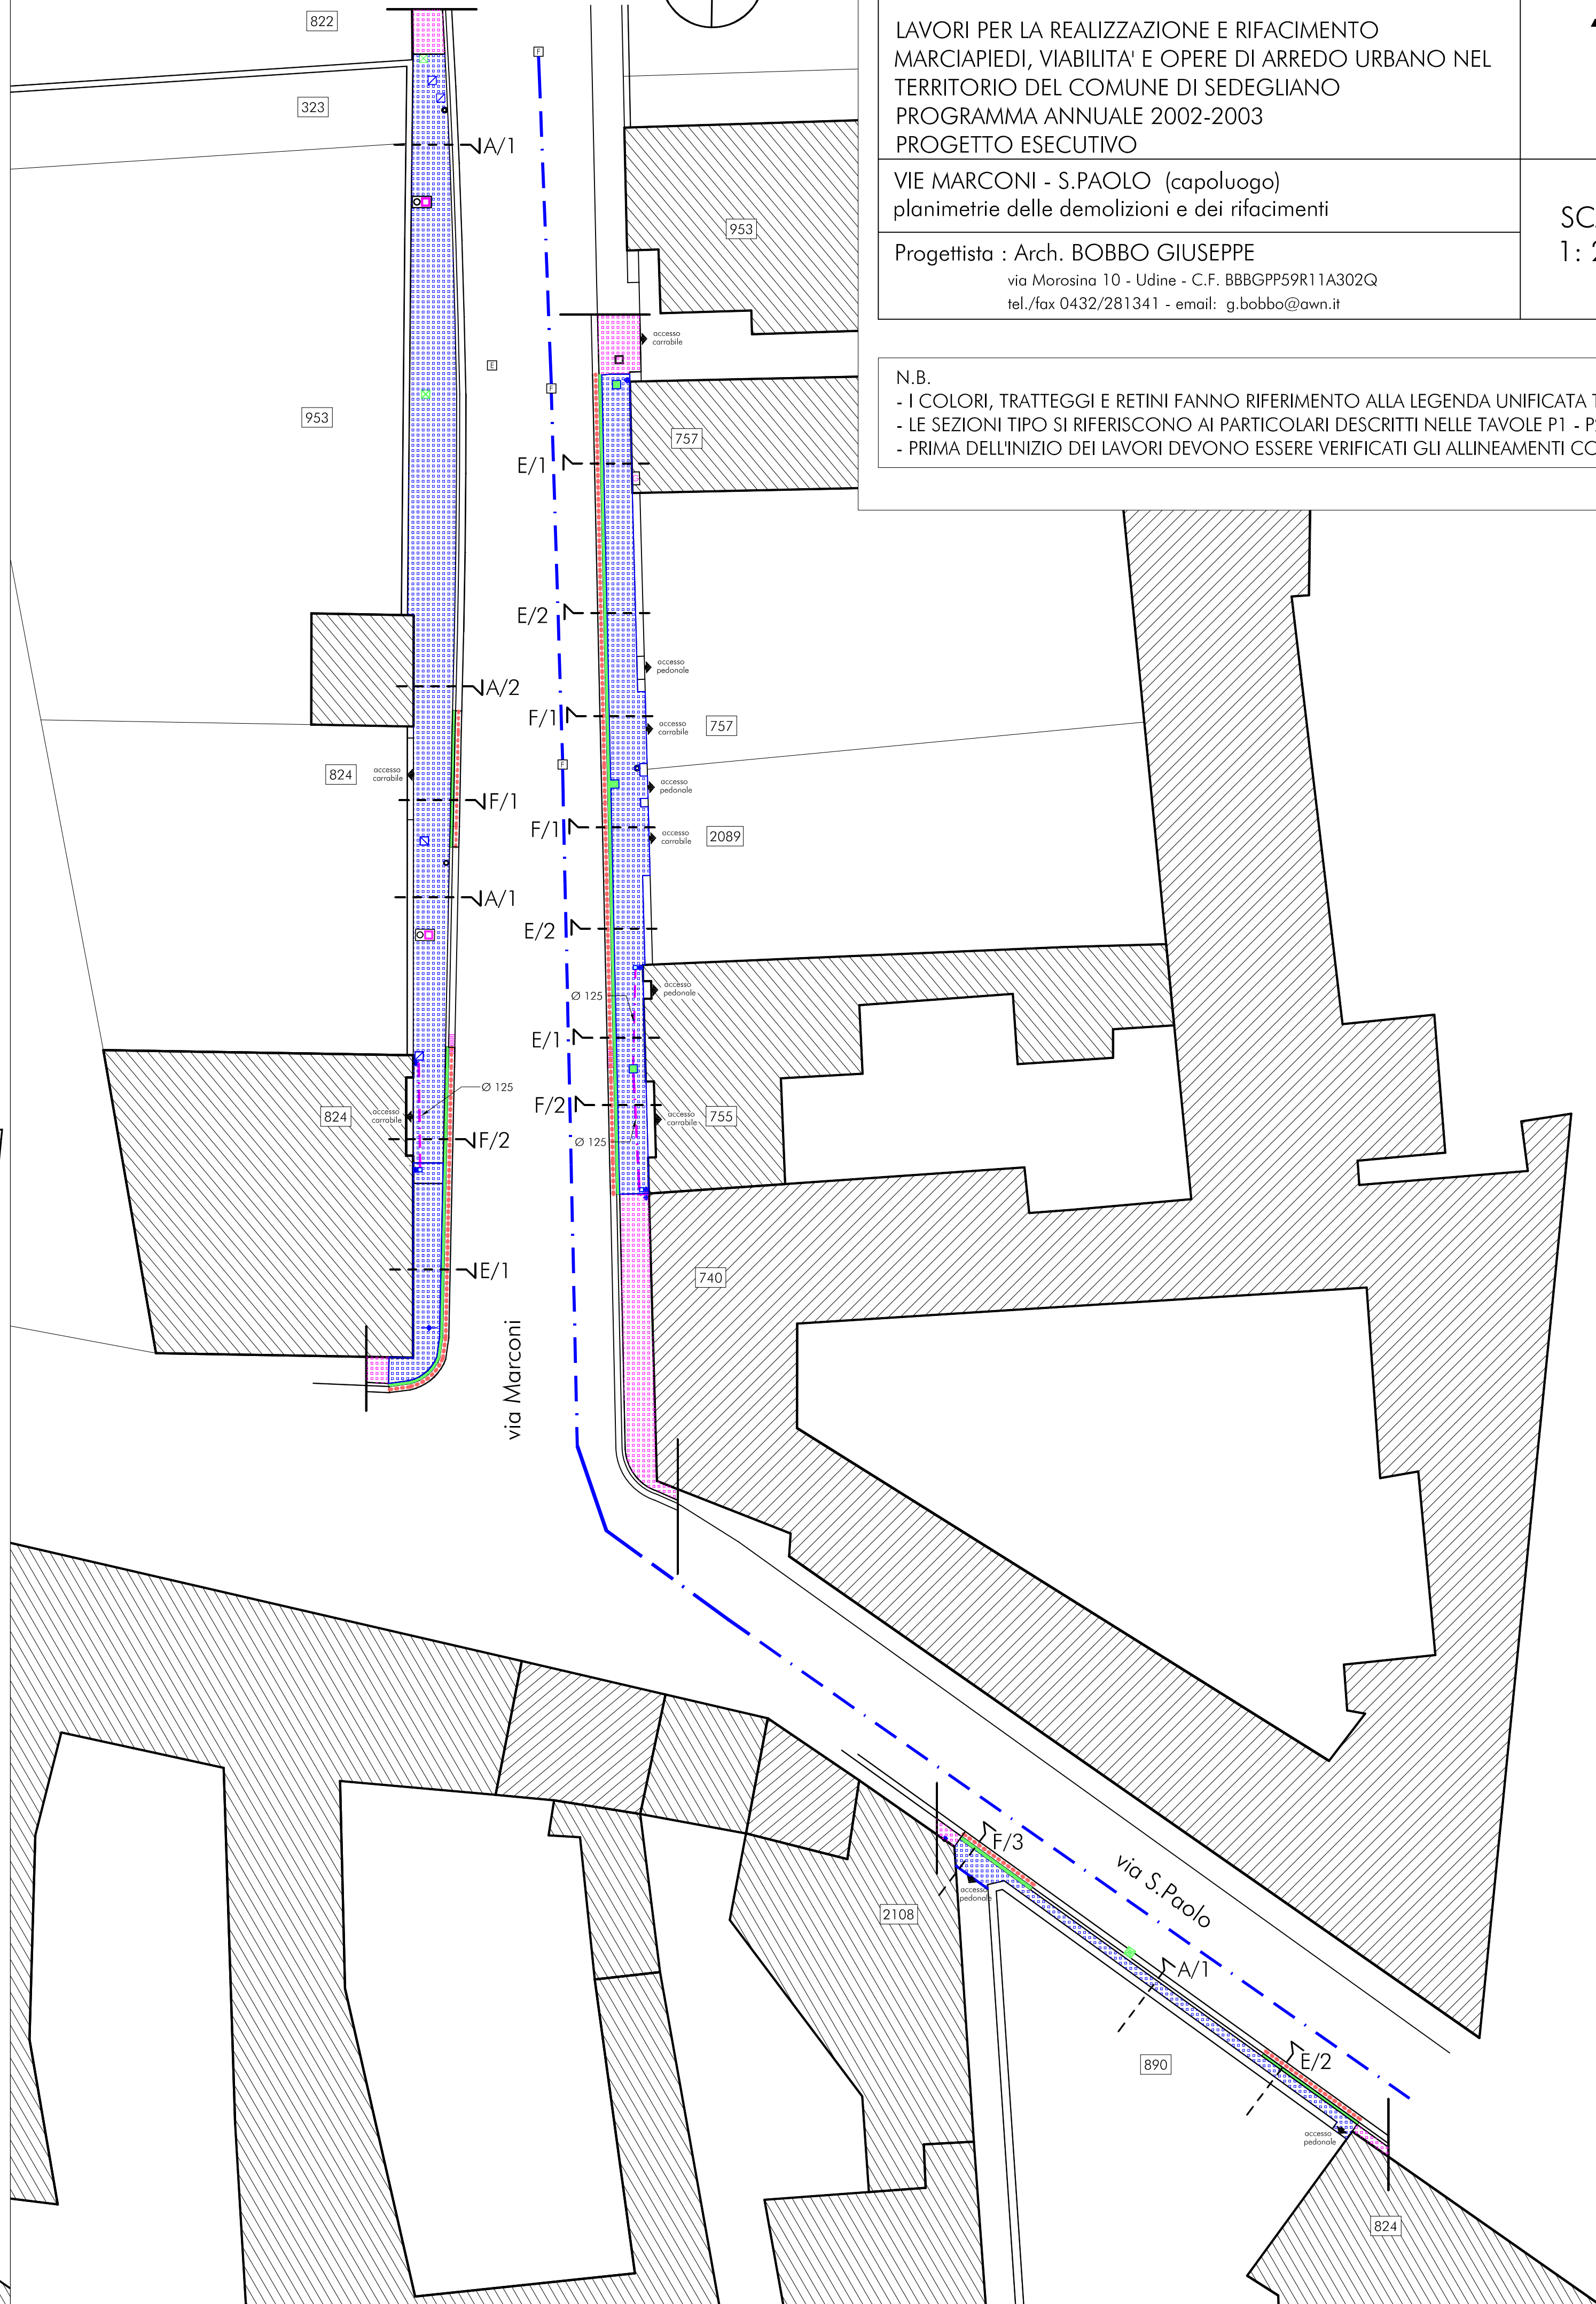 LAVORI PER LA REALIZZAZIONE E RIFACIMENTO
MARCIAPIEDI, VIABILITA' E OPERE DI ARREDO URBANO NEL
TERRITORIO DEL COMUNE DI SEDEGLIANO
PROGRAMMA ANNUALE 2002-2003
PROGETTO ESECUTIVO
VIE MARCONI - S.PAOLO (capoluogo)
planimetrie delle demolizioni e dei rifacimenti
Progettista : Arch. BOBBO GIUSEPPE
via Morosina 10 - Udine - C.F. BBBGPP59R11A302Q
tel./fax 0432/281341 - email: g.bobbo@awn.it
1:
N.B.
- I COLORI, TRATTEGGI E RETINI FANNO RIFERIMENTO ALLA LEGENDA UNIFICATA
- LE SEZIONI TIPO SI RIFERISCONO AI PARTICOLARI DESCRITTI NELLE TAVOLE P1 -
- PRIMA DELL'INIZIO DEI LAVORI DEVONO ESSERE VERIFICATI GLI ALLINEAMENTI
822
F
323
A/1
953
accesso
carrabile
E
F
953
757
E/1
E/2
accesso
pedonale
A/2
F/1
accesso
carrabile
757
F
824
accesso
carrabile
accesso
pedonale
F/1
F/1
accesso
carrabile
2089
A/1
E/2
accesso
pedonale
Ø 125
E/1
Ø 125
F/2
824
accesso
carrabile
accesso
carrabile
755
F/2
Ø 125
E/1
740
via Marconi
F/3
via S.Paolo
accesso
pedonale
2108
A/1
E/2
890
accesso
pedonale
824